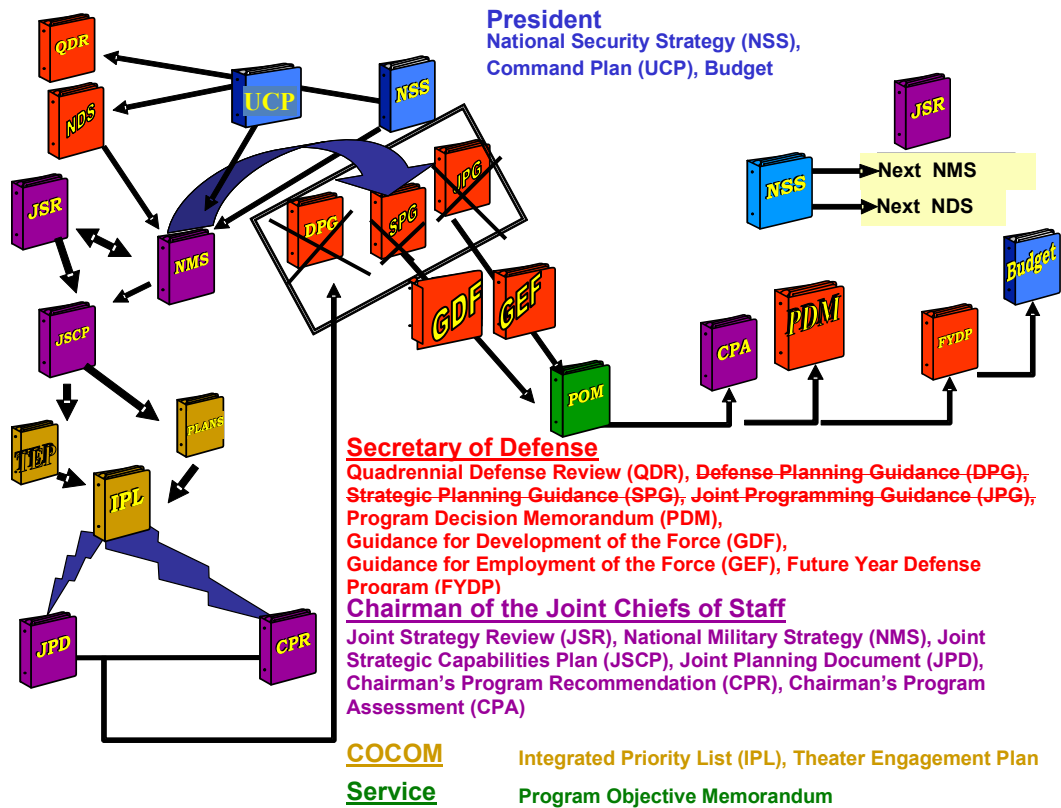 President
National Security Strategy (NSS),
Command Plan (UCP), Budget
QDR
NDS
UCP
NSS
JSR
NSS
Next NMS
Next NDS
JSR
NMS
DPG
SPG
JPG
GDF
GEF
Budget
JSCP
CPA
PDM
FYDP
POM
TEP
PLANS
IPL
JPD
CPR
Secretary of Defense
Quadrennial Defense Review (QDR), Defense Planning Guidance (DPG),
Strategic Planning Guidance (SPG), Joint Programming Guidance (JPG),
Program Decision Memorandum (PDM),
Guidance for Development of the Force (GDF),
Guidance for Employment of the Force (GEF), Future Year Defense
Program (FYDP)
Chairman of the Joint Chiefs of Staff
Joint Strategy Review (JSR), National Military Strategy (NMS), Joint
Strategic Capabilities Plan (JSCP), Joint Planning Document (JPD),
Chairman's Program Recommendation (CPR), Chairman's Program
Assessment (CPA)
COCOM Integrated Priority List (IPL), Theater Engagement Plan
Service Program Objective Memorandum